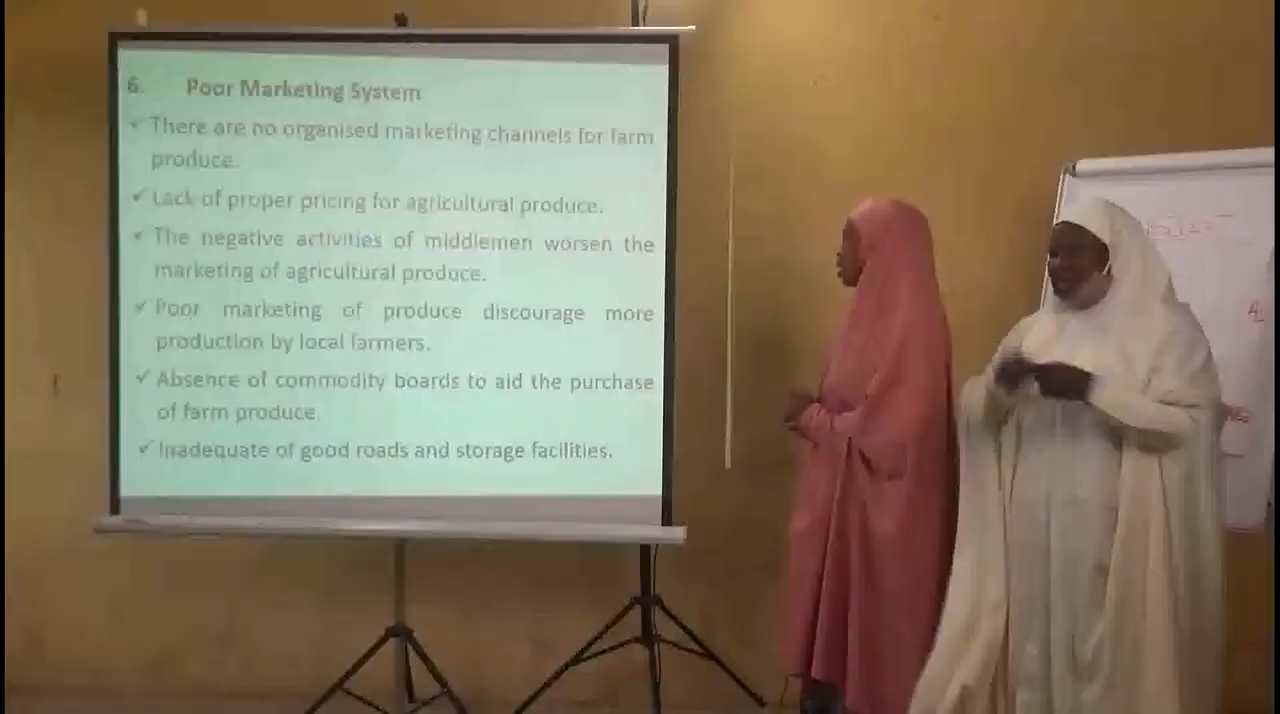 6. Poor Marketing System
✓ There are no organised marketing channels for farm
produce.
✓ Lack of proper pricing for agricultural produce.
✓ The negative activities of middlemen worsen the
marketing of agricultural produce.
✓ Poor marketing of produce discourage more
production by local farmers.
✓ Absence of commodity boards to aid the purchase
of farm produce.
✓ Inadequate of good roads and storage facilities.